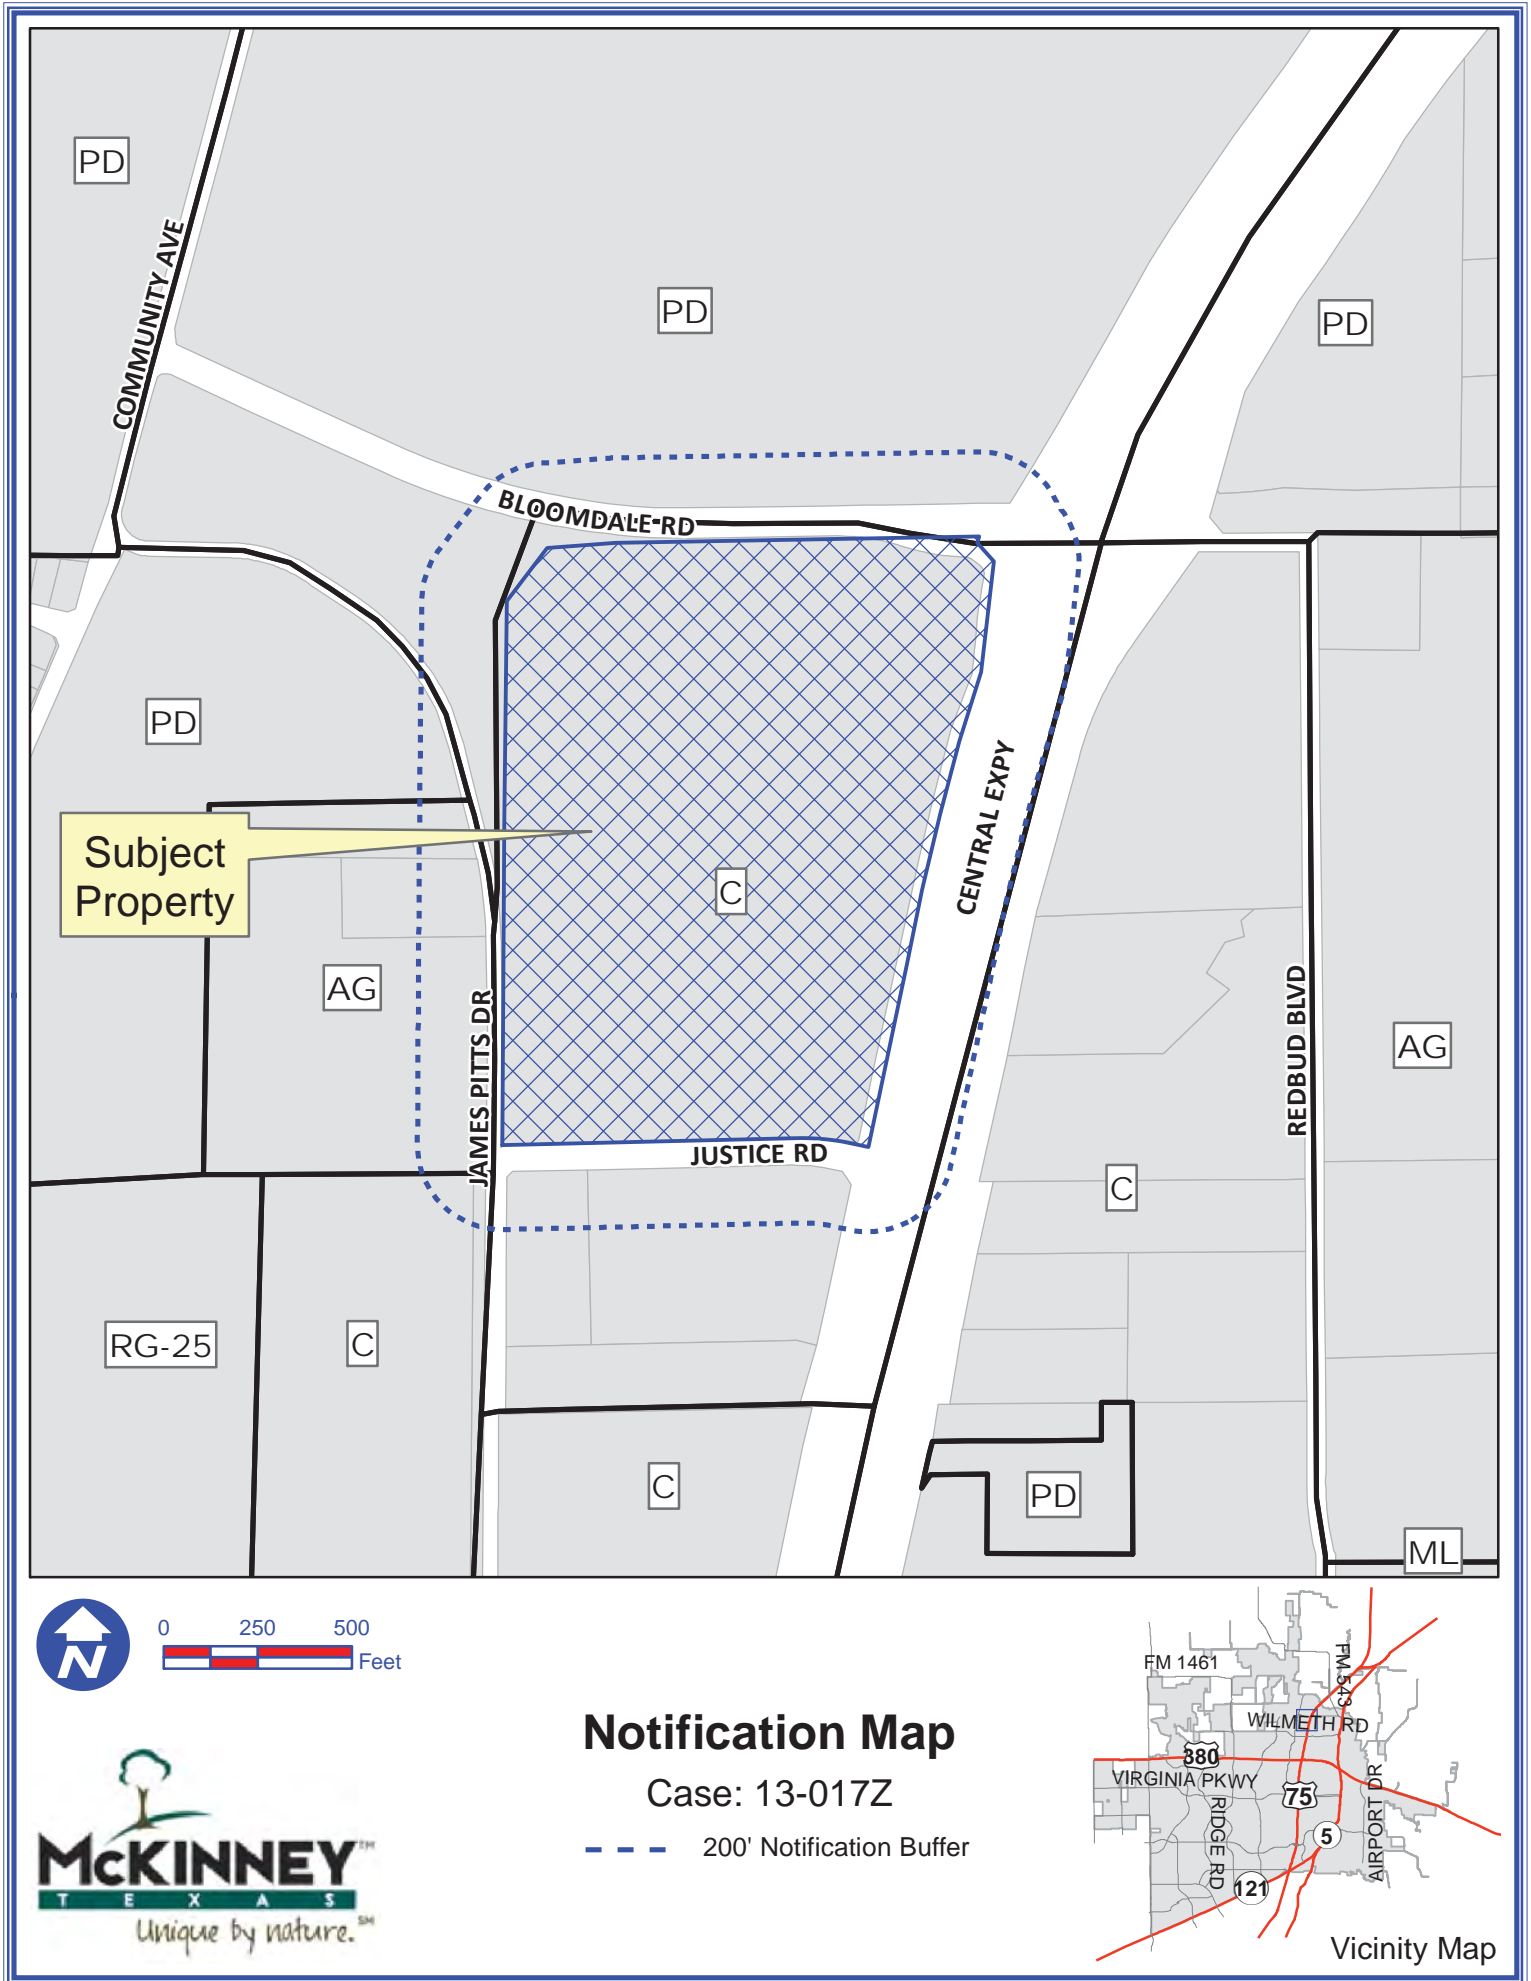 PD
COMMUNITY AVE
PD
PD
BLOOMDALE RD
PD
Subject
Property
CENTRAL EXPY
C
AG
JAMES PITTS DR
REDBUD BLVD
AG
JUSTICE RD
C
RG-25
C
C
PD
ML
N
0 250 500
Feet
Notification Map
Case: 13-017Z
200' Notification Buffer
McKINNEY™
TEXAS
Unique by nature.℠
FM 1461
FM 543
WILMETH RD
380
VIRGINIA PKWY
75
RIDGE RD
5
AIRPORT DR
121
Vicinity Map